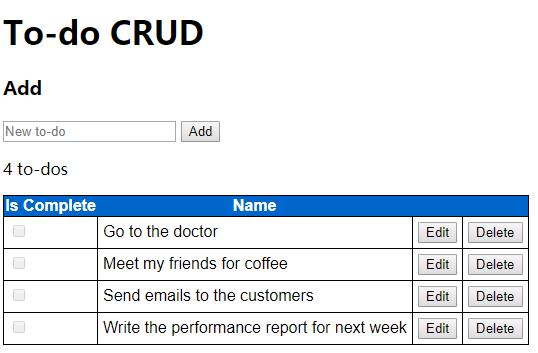 To-do CRUD
Add
New to-do Add
4 to-dos
Is Complete Name
Go to the doctor Edit Delete
Meet my friends for coffee Edit Delete
Send emails to the customers Edit Delete
Write the performance report for next week Edit Delete